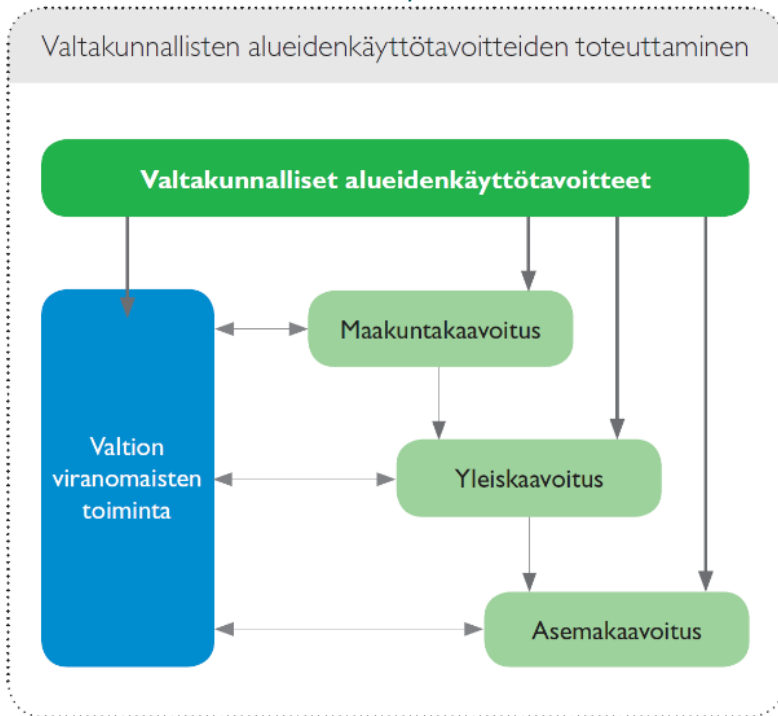 Valtakunnallisten alueidenkäyttötavoitteiden toteuttaminen
Valtakunnalliset alueidenkäyttötavoitteet
Maakuntakaavoitus
Valtion
viranomaisten
toiminta
Yleiskaavoitus
Asemakaavoitus